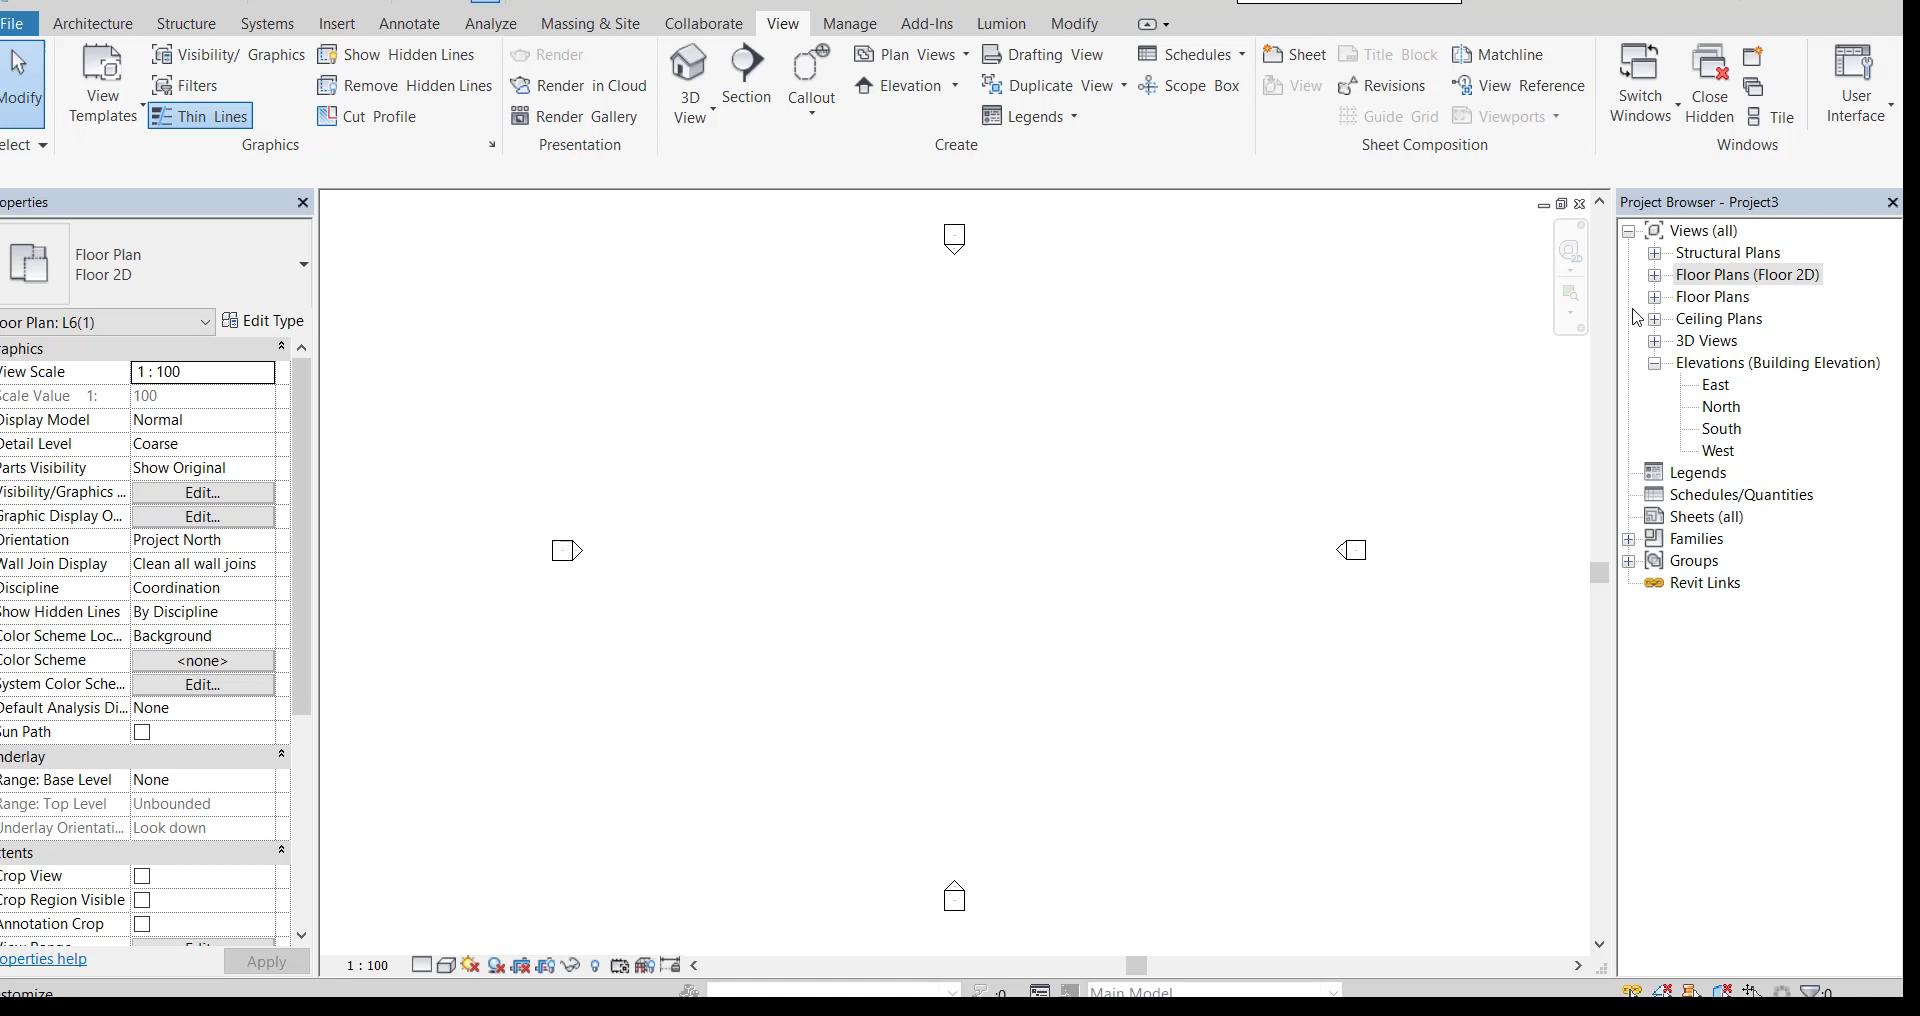 File Architecture Structure Systems Insert Annotate Analyze Massing & Site Collaborate View Manage Add-Ins Lumion Modify
Modify
elect
View Templates
Visibility/ Graphics
Filters
Thin Lines
Show Hidden Lines
Remove Hidden Lines
Cut Profile
Graphics
Render
Render in Cloud
Render Gallery
Presentation
3D View
Section
Callout
Plan Views
Elevation
Drafting View
Duplicate View
Legends
Schedules
Scope Box
Create
Sheet
View
Title Block
Revisions
Guide Grid
Matchline
View Reference
Viewports
Sheet Composition
Switch Windows
Close Hidden
Tile
Windows
User Interface
operties
Floor Plan
Floor 2D
oor Plan: L6(1)
Edit Type
raphics
View Scale 1 : 100
Scale Value 1: 100
Display Model Normal
Detail Level Coarse
Parts Visibility Show Original
Visibility/Graphics ... Edit...
Graphic Display O... Edit...
Orientation Project North
Wall Join Display Clean all wall joins
Discipline Coordination
Show Hidden Lines By Discipline
Color Scheme Loc... Background
Color Scheme <none>
System Color Sche... Edit...
Default Analysis Di... None
Sun Path
nderlay
Range: Base Level None
Range: Top Level Unbounded
Underlay Orientati... Look down
tents
Crop View
Crop Region Visible
Annotation Crop
View Range Edit...
operties help
Apply
1 : 100
2D
Project Browser - Project3
Views (all)
Structural Plans
Floor Plans (Floor 2D)
Floor Plans
Ceiling Plans
3D Views
Elevations (Building Elevation)
East
North
South
West
Legends
Schedules/Quantities
Sheets (all)
Families
Groups
Revit Links
stomize
:0
Main Model
:0